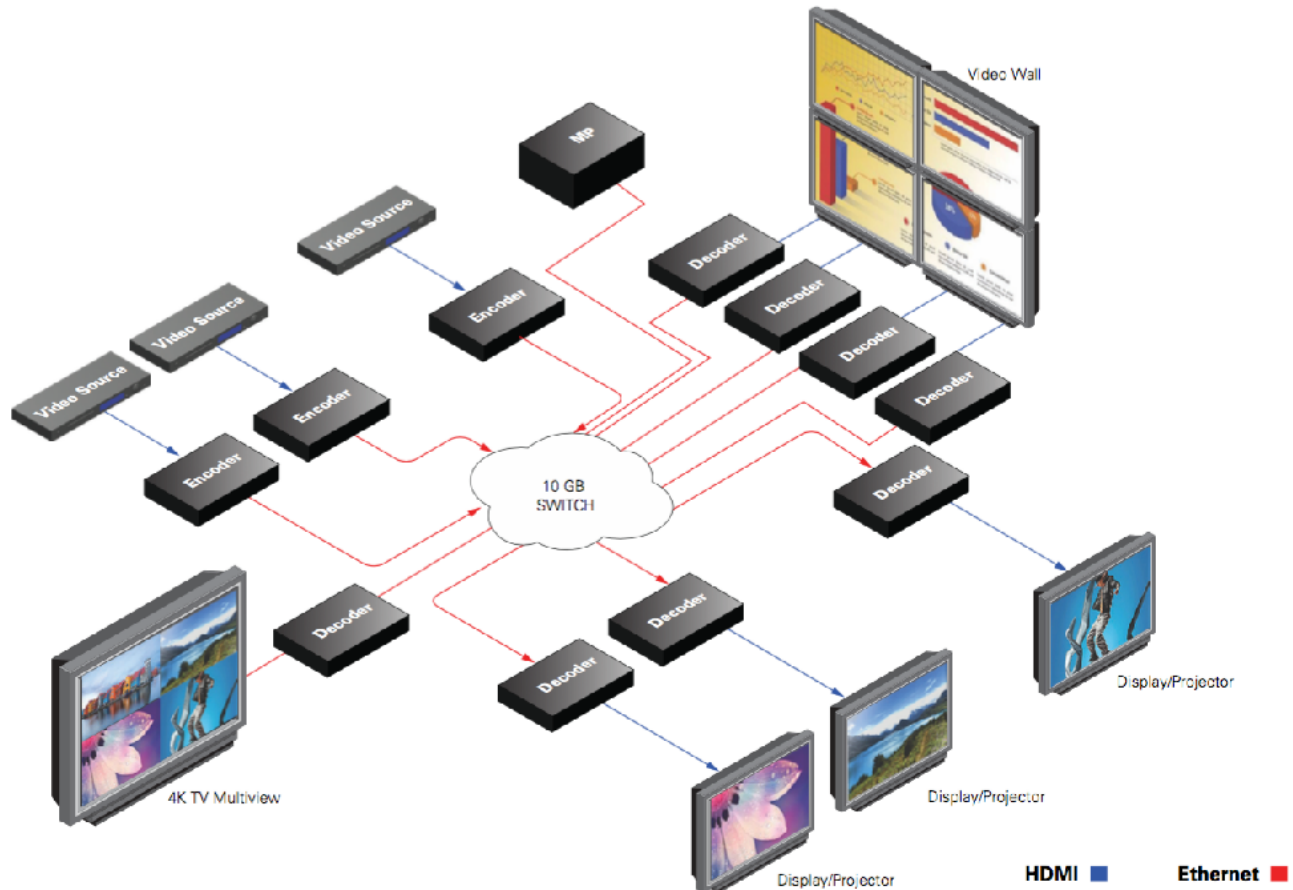 Video Wall
MP
Video Source
Decoder
Encoder
Decoder
Video Source
Decoder
Video Source
Encoder
Decoder
Encoder
Decoder
10 GB
SWITCH
Decoder
Decoder
Decoder
Display/Projector
4K TV Multiview
Display/Projector
Display/Projector
HDMI
Ethernet